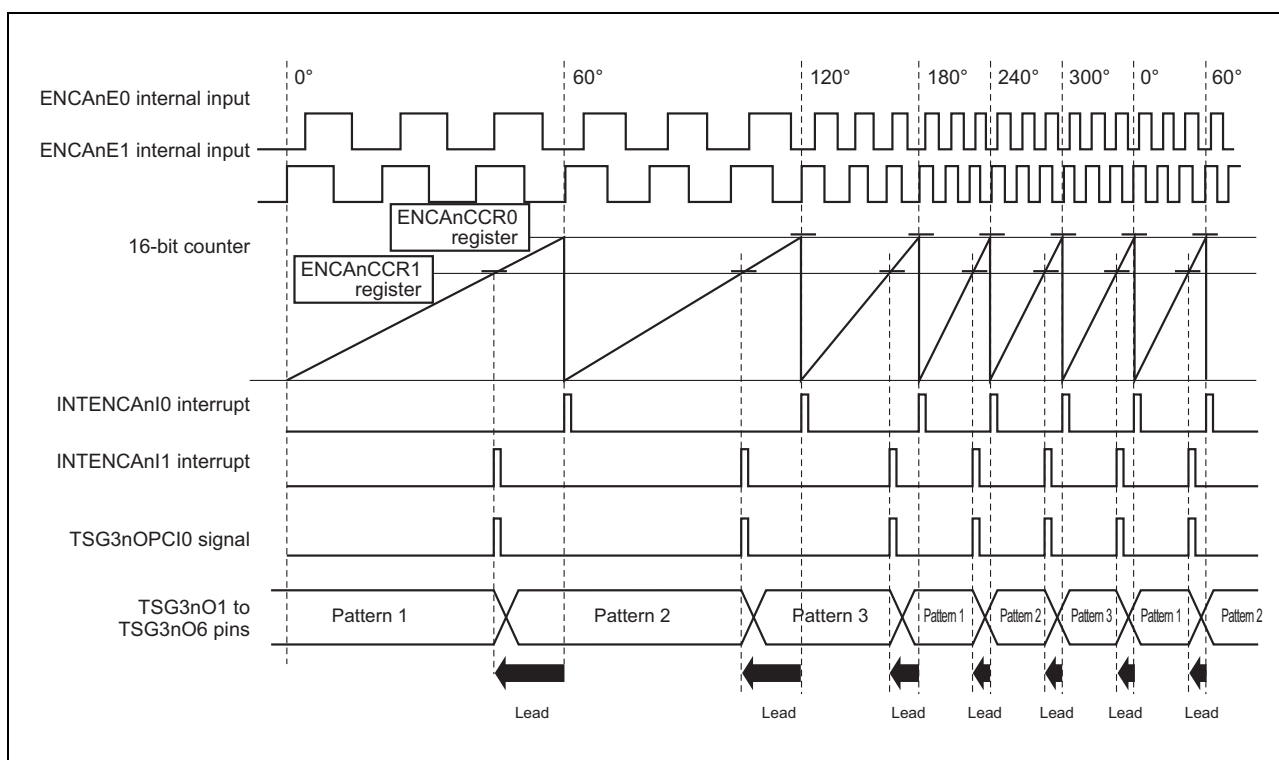 0° 60° 120° 180° 240° 300° 0° 60°
ENCAnE0 internal input
ENCAnE1 internal input
ENCAnCCR0
register
16-bit counter
ENCAnCCR1
register
INTENCAnI0 interrupt
INTENCAnI1 interrupt
TSG3nOPCI0 signal
TSG3nO1 to
TSG3nO6 pins
Pattern 1 Pattern 2 Pattern 3 Pattern 1 Pattern 2 Pattern 3 Pattern 1 Pattern 2
Lead Lead Lead Lead Lead Lead Lead